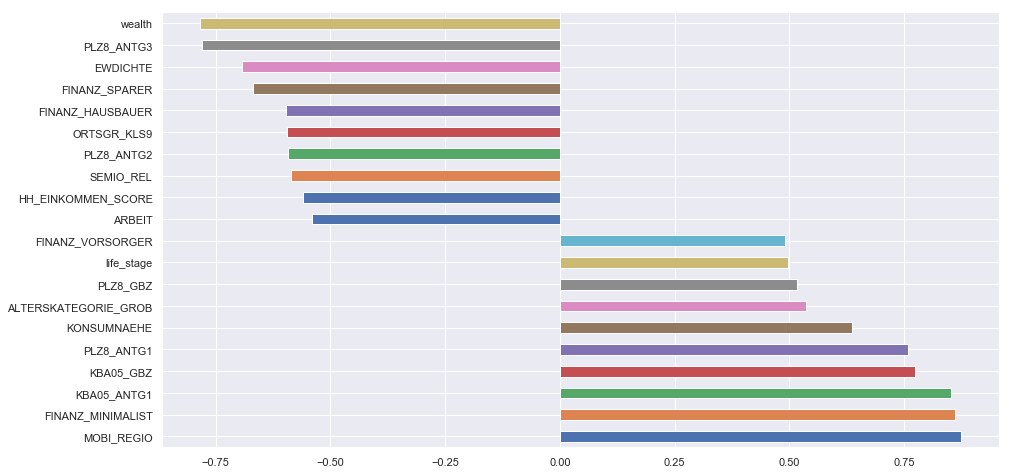 wealth
PLZ8_ANTG3
EWDICHTE
FINANZ_SPARER
FINANZ_HAUSBAUER
ORTSGR_KLS9
PLZ8_ANTG2
SEMIO_REL
HH_EINKOMMEN_SCORE
ARBEIT
FINANZ_VORSORGER
life_stage
PLZ8_GBZ
ALTERSKATEGORIE_GROB
KONSUMNAEHE
PLZ8_ANTG1
KBA05_GBZ
KBA05_ANTG1
FINANZ_MINIMALIST
MOBI_REGIO
−0.75 −0.50 −0.25 0.00 0.25 0.50 0.75